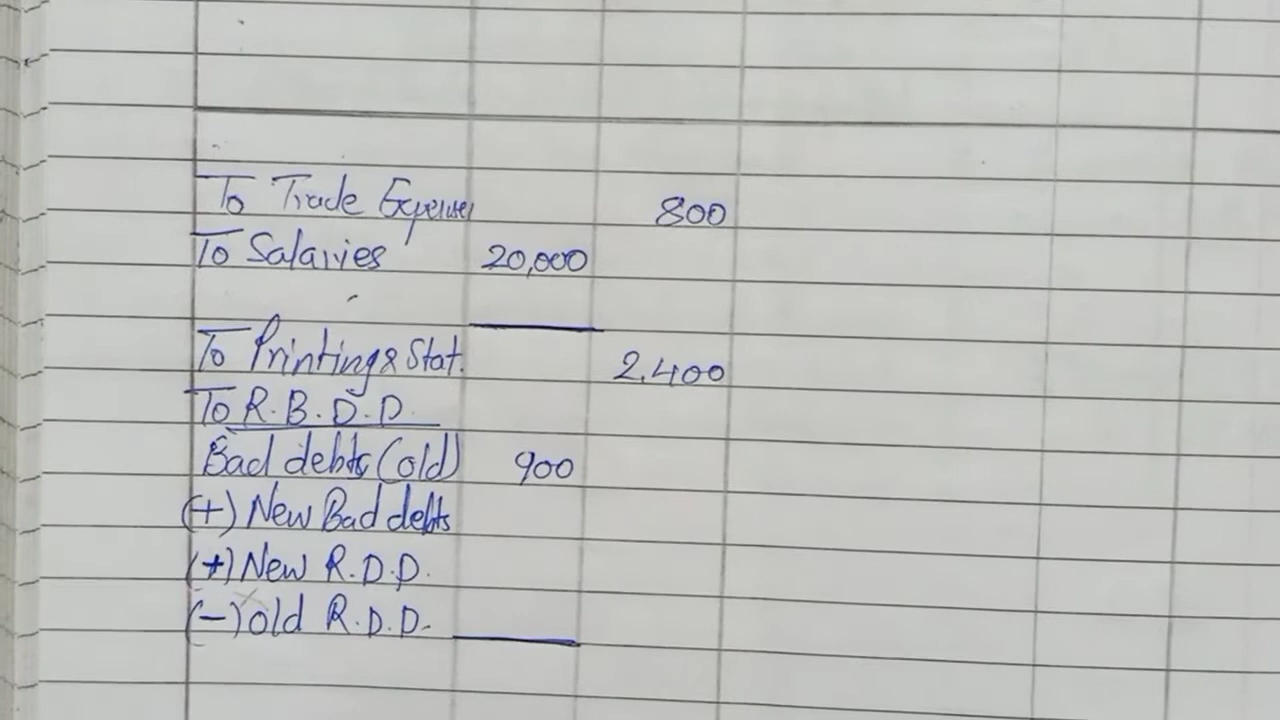 To Trade Expenses 800
To Salaries 20,000
To Printing & Stat. 2,400
To R.B.D.D.
Bad debts (old) 900
(+) New Bad debts
(+) New R.D.D.
(-) old R.D.D.